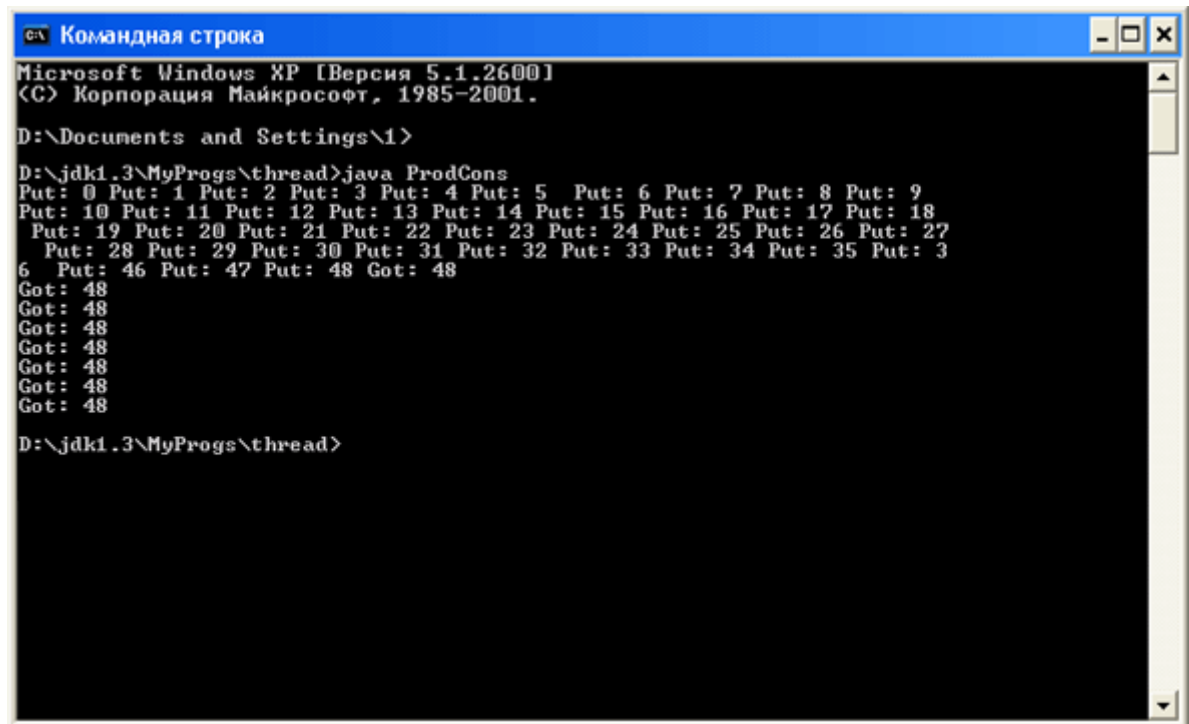 Командная строка
Microsoft Windows XP [Версия 5.1.2600]
(C) Корпорация Майкрософт, 1985-2001.
D:\Documents and Settings\1>
D:\jdk1.3\MyProgs\thread>java ProdCons
Put: 0 Put: 1 Put: 2 Put: 3 Put: 4 Put: 5  Put: 6 Put: 7 Put: 8 Put: 9
Put: 10 Put: 11 Put: 12 Put: 13 Put: 14 Put: 15 Put: 16 Put: 17 Put: 18
Put: 19 Put: 20 Put: 21 Put: 22 Put: 23 Put: 24 Put: 25 Put: 26 Put: 27
Put: 28 Put: 29 Put: 30 Put: 31 Put: 32 Put: 33 Put: 34 Put: 35 Put: 3
6  Put: 46 Put: 47 Put: 48 Got: 48
Got: 48
Got: 48
Got: 48
Got: 48
Got: 48
Got: 48
Got: 48
D:\jdk1.3\MyProgs\thread>